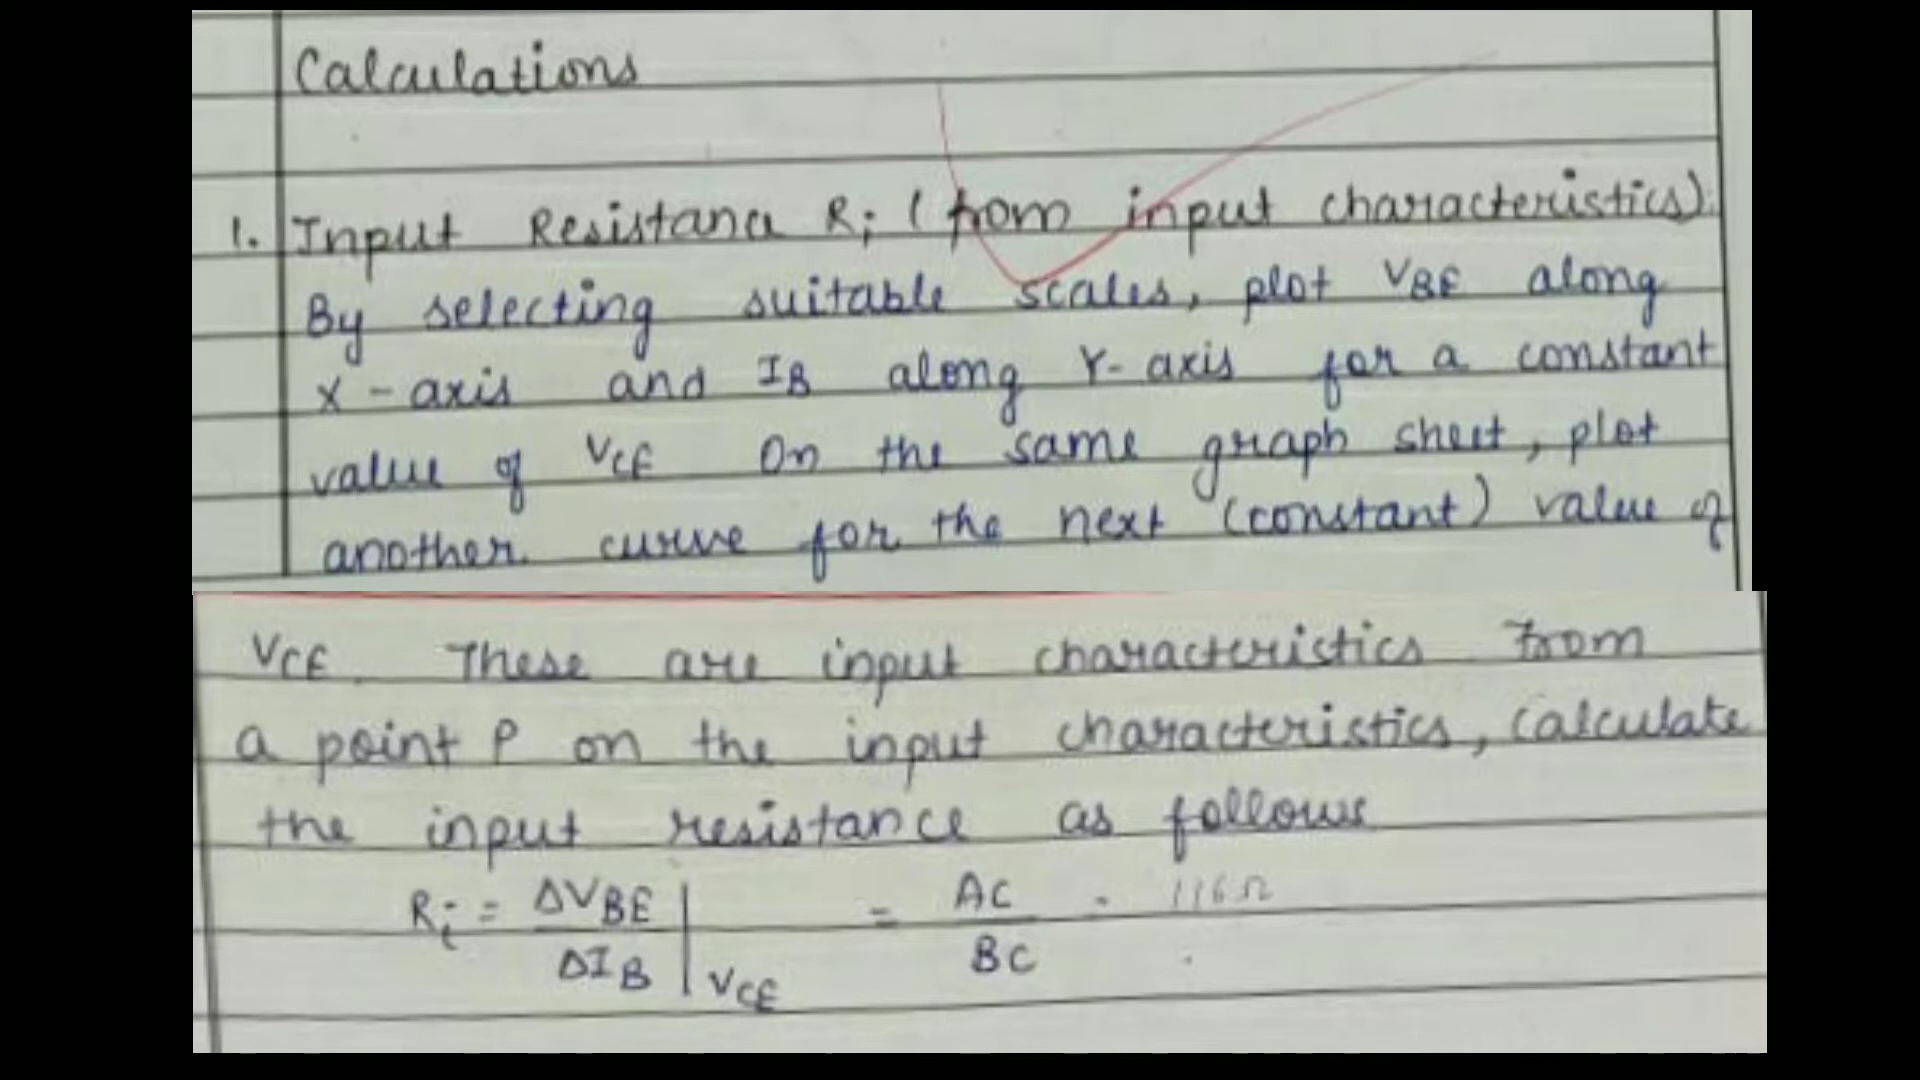 Calculations
1. Input Resistance Ri (from input characteristics).
By selecting suitable scales, plot VBE along
X-axis and IB along Y-axis for a constant
value of VCE On the same graph sheet, plot
another curve for the next (constant) value of
VCE. These are input characteristics From
a point P on the input characteristics, calculate
the input resistance as follows
Ri = ΔVBE / ΔIB | VCE = AC / BC = 116Ω